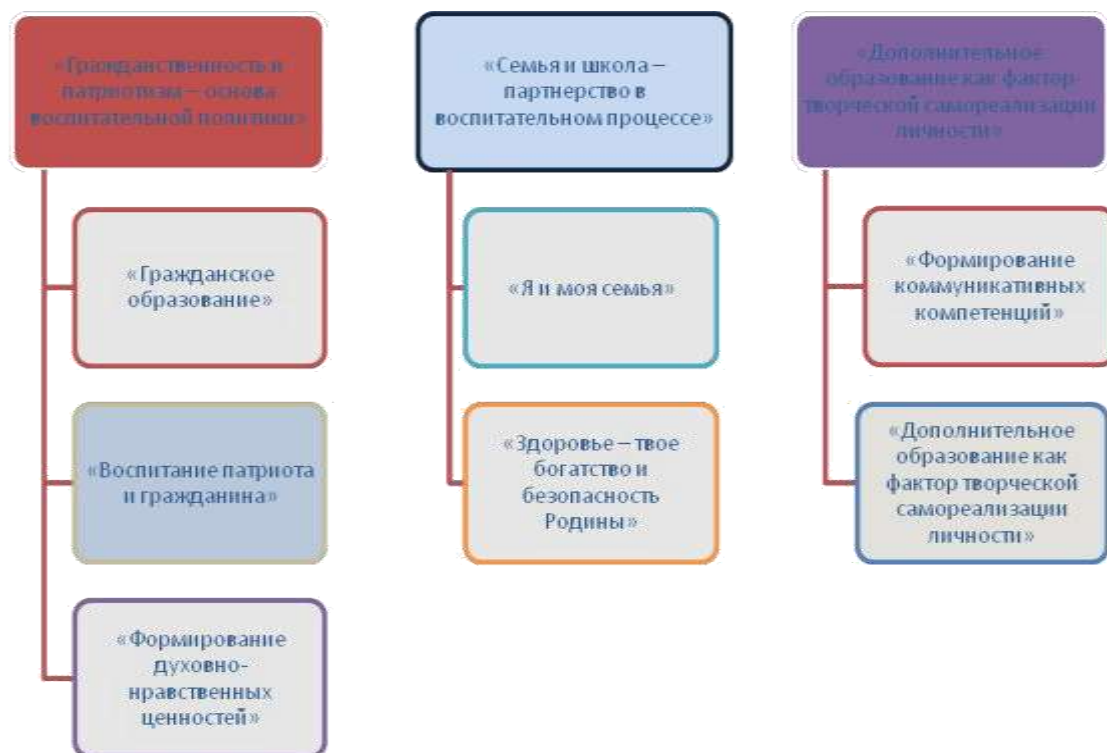 «Гражданственность и
патриотизм – основа
воспитательной политики»
«Гражданское
образование»
«Воспитание патриота
и гражданина»
«Формирование
духовно-
нравственных
ценностей»
«Семья и школа –
партнерство в
воспитательном процессе»
«Я и моя семья»
«Здоровье – твое
богатство и
безопасность
Родины»
«Дополнительное
образование как фактор
творческой самореализации
личности»
«Формирование
коммуникативных
компетенций»
«Дополнительное
образование как
фактор творческой
самореализации
личности»